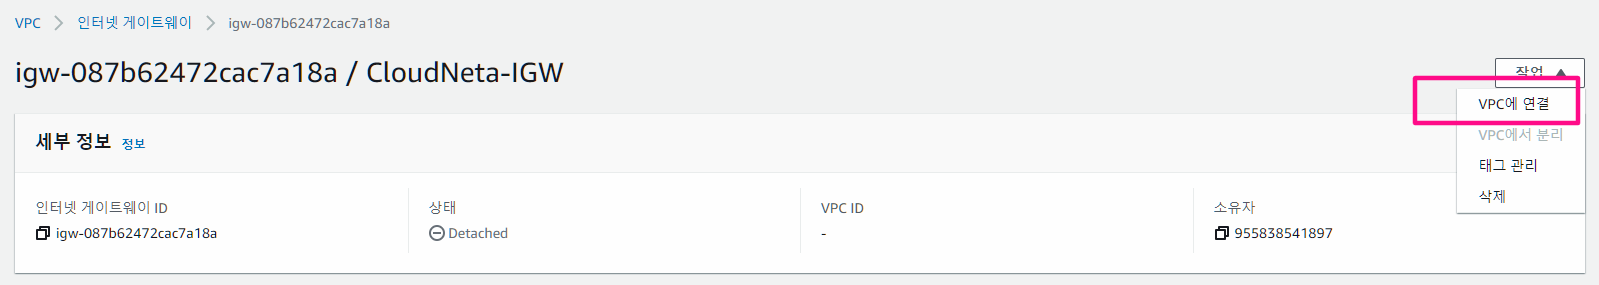 VPC > 인터넷 게이트웨이 > igw-087b62472cac7a18a
igw-087b62472cac7a18a / CloudNeta-IGW
작업
VPC에 연결
VPC에서 분리
태그 관리
삭제
세부 정보 정보
인터넷 게이트웨이 ID
igw-087b62472cac7a18a
상태
Detached
VPC ID
-
소유자
955838541897